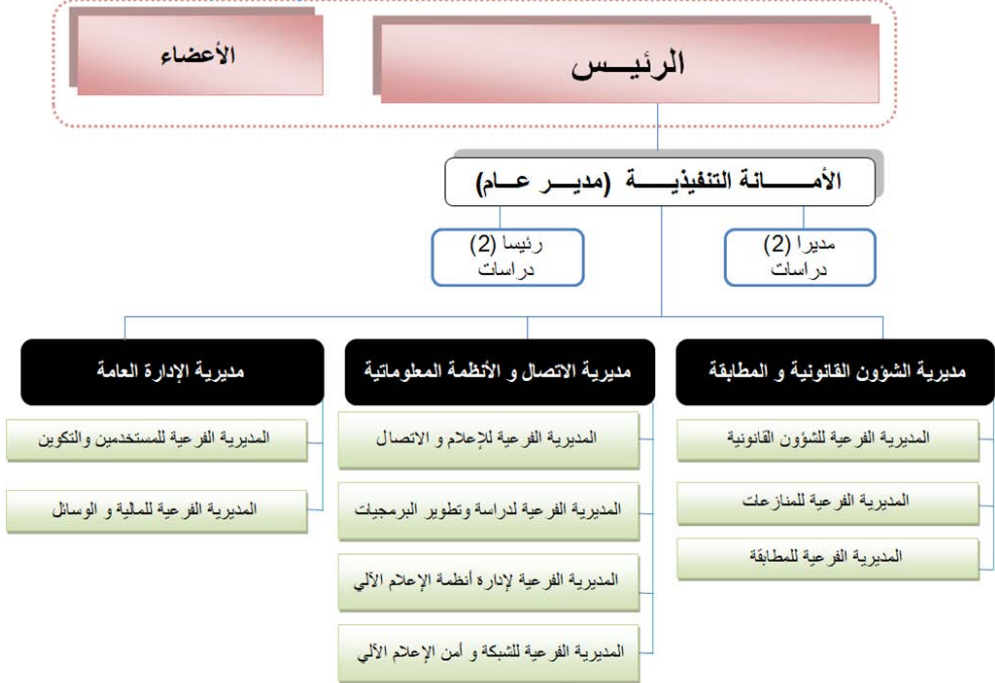 الرئيـــس
الأعضاء
الأمـــــانة التنفيذيـــــة (مديـــر عـــام)
مديرا (2)
دراسات
رئيسا (2)
دراسات
مديرية الشؤون القانونية و المطابقة
المديرية الفرعية للشؤون القانونية
المديرية الفرعية للمنازعات
المديرية الفرعية للمطابقة
مديرية الاتصال و الأنظمة المعلوماتية
المديرية الفرعية للإعلام و الاتصال
المديرية الفرعية لدراسة وتطوير البرمجيات
المديرية الفرعية لإدارة أنظمة الإعلام الآلي
المديرية الفرعية للشبكة و أمن الإعلام الآلي
مديرية الإدارة العامة
المديرية الفرعية للمستخدمين والتكوين
المديرية الفرعية للمالية و الوسائل